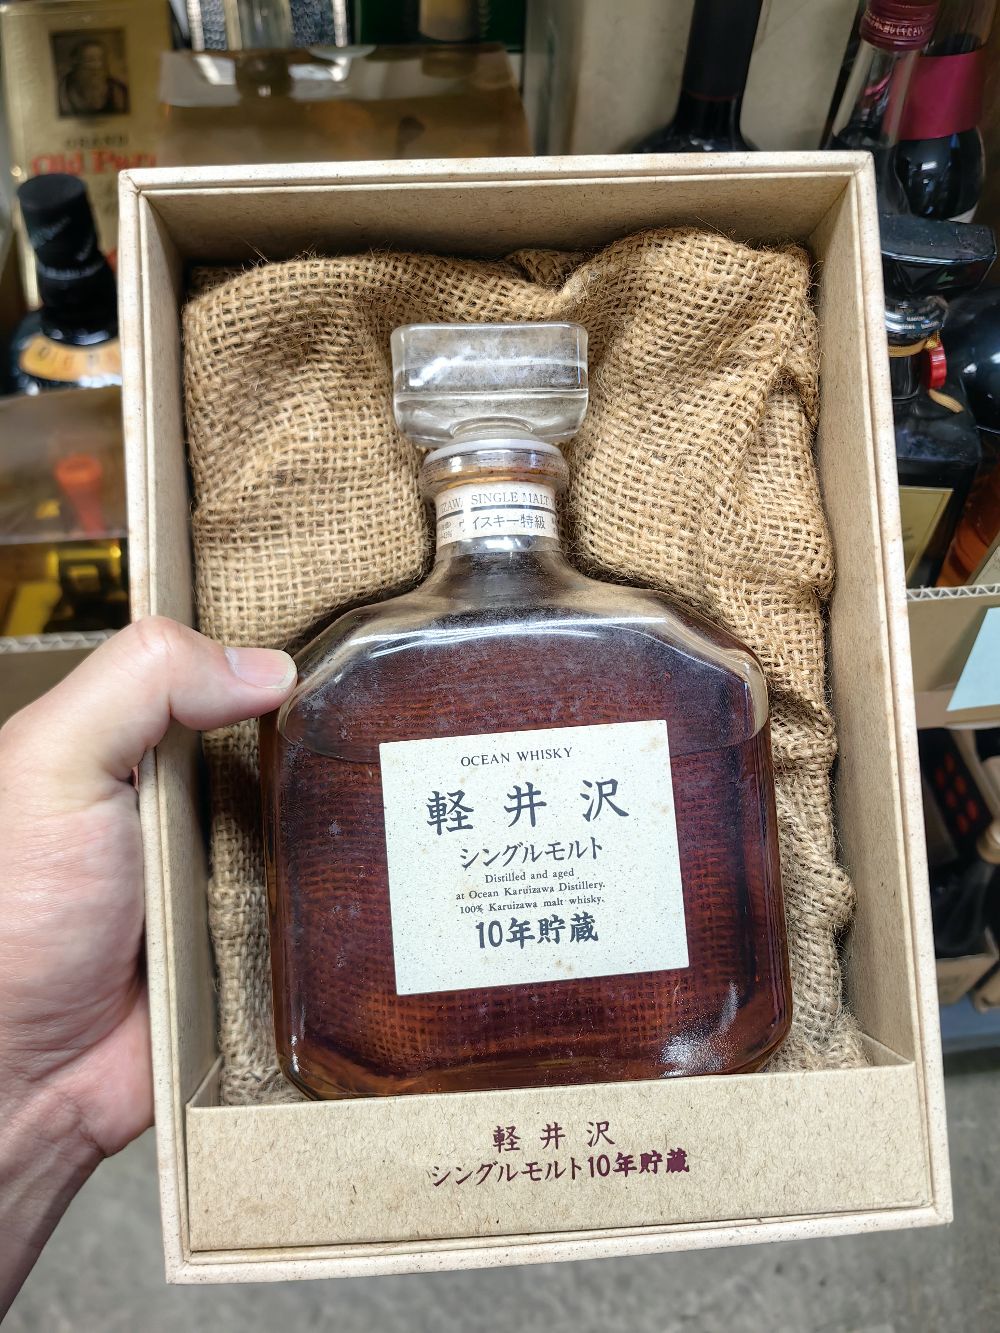 Old Parr
SINGLE MALT
イスキー特級
OCEAN WHISKY
軽井沢
シングルモルト
Distilled and aged
at Ocean Karuizawa Distillery.
100% Karuizawa malt whisky.
10年貯蔵
軽井沢
シングルモルト10年貯蔵